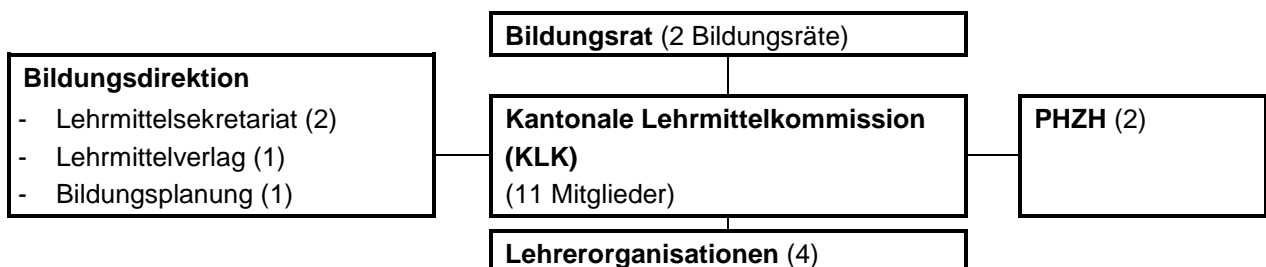 Bildungsrat (2 Bildungsräte)
Bildungsdirektion
- Lehrmittelsekretariat (2)
- Lehrmittelverlag (1)
- Bildungsplanung (1)
Kantonale Lehrmittelkommission
(KLK)
(11 Mitglieder)
PHZH (2)
Lehrerorganisationen (4)